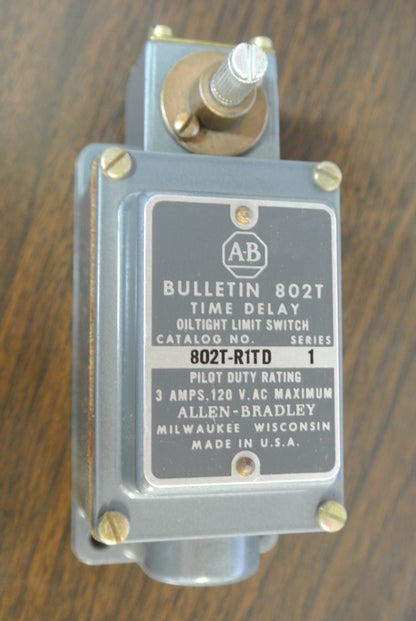 A-B
BULLETIN 802T
TIME DELAY
OILTIGHT LIMIT SWITCH
CATALOG NO. SERIES
802T-R1TD 1
PILOT DUTY RATING
3 AMPS. 120 V. AC MAXIMUM
ALLEN-BRADLEY
MILWAUKEE WISCONSIN
MADE IN U.S.A.